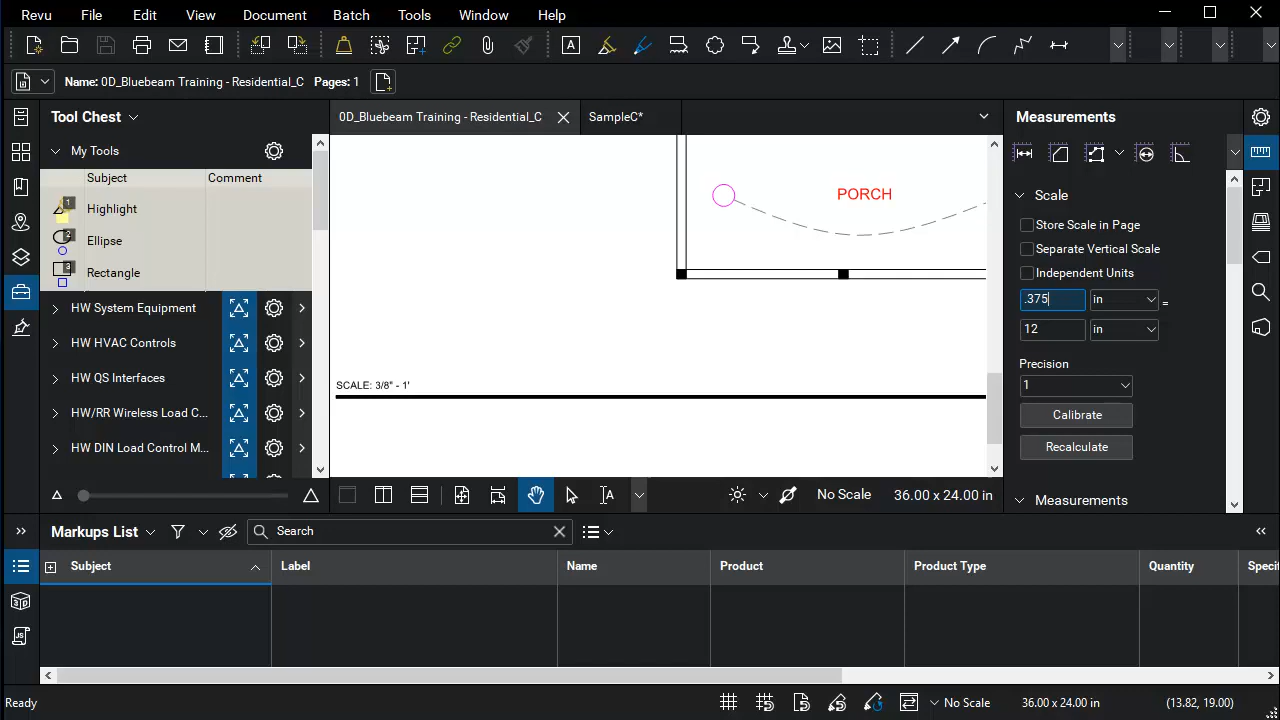 Revu File Edit View Document Batch Tools Window Help
Name: 0D_Bluebeam Training - Residential_C Pages: 1
Tool Chest
0D_Bluebeam Training - Residential_C
SampleC*
Measurements
My Tools
Subject Comment
1 Highlight
2 Ellipse
3 Rectangle
HW System Equipment
HW HVAC Controls
HW QS Interfaces
HW/RR Wireless Load C...
HW DIN Load Control M...
PORCH
SCALE: 3/8" - 1'
Scale
Store Scale in Page
Separate Vertical Scale
Independent Units
.375 in =
12 in
Precision
1
Calibrate
Recalculate
Measurements
No Scale 36.00 x 24.00 in
Markups List Search
Subject Label Name Product Product Type Quantity Specif
Ready
No Scale 36.00 x 24.00 in (13.82, 19.00)